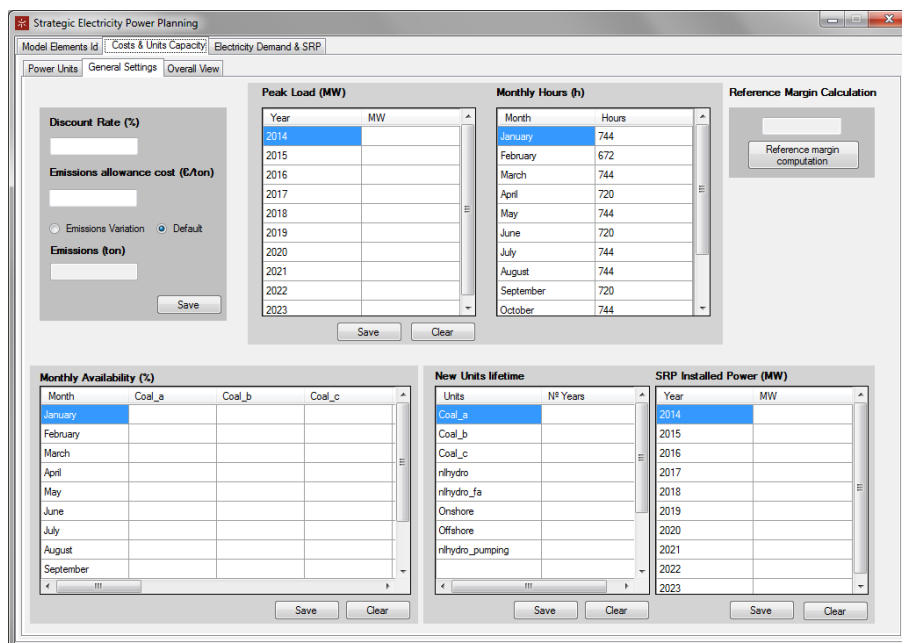 Strategic Electricity Power Planning
Model Elements Id Costs & Units Capacity Electricity Demand & SRP
Power Units General Settings Overall View
Discount Rate (%)
Emissions allowance cost (€/ton)
Emissions Variation Default
Emissions (ton)
Save
Peak Load (MW)
Year MW
2014
2015
2016
2017
2018
2019
2020
2021
2022
2023
Save Clear
Monthly Hours (h)
Month Hours
January 744
February 672
March 744
April 720
May 744
June 720
July 744
August 744
September 720
October 744
Reference Margin Calculation
Reference margin
computation
Monthly Availability (%)
Month Coal_a Coal_b Coal_c
January
February
March
April
May
June
July
August
September
Save Clear
New Units lifetime
Units Nº Years
Coal_a
Coal_b
Coal_c
nlhydro
nlhydro_fa
Onshore
Offshore
nlhydro_pumping
Save Clear
SRP Installed Power (MW)
Year MW
2014
2015
2016
2017
2018
2019
2020
2021
2022
2023
Save Clear